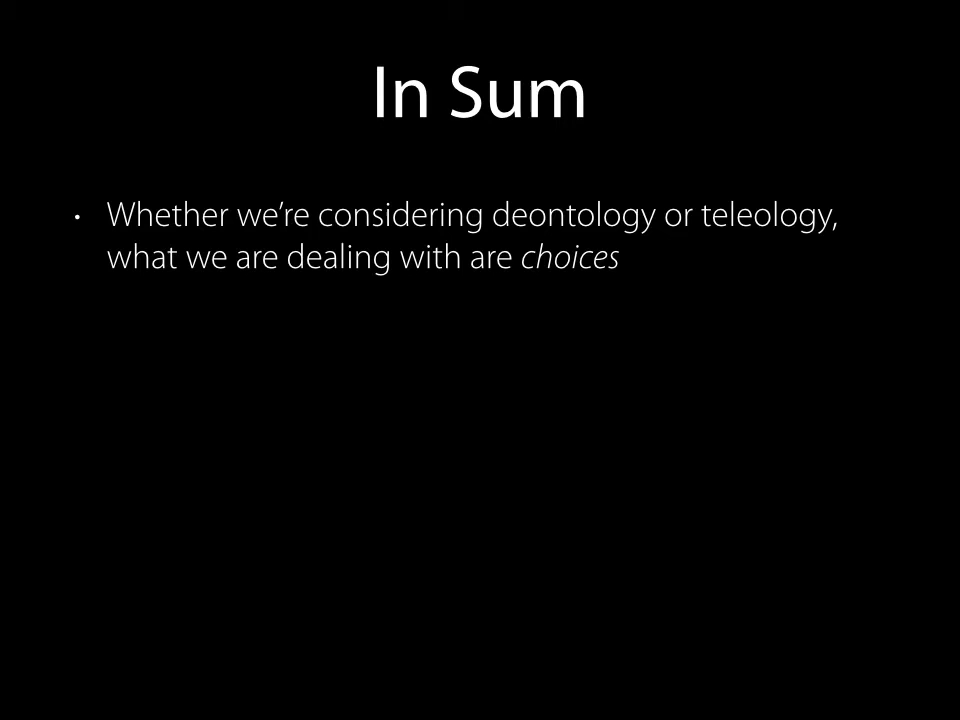 In Sum
• Whether we’re considering deontology or teleology,
what we are dealing with are choices